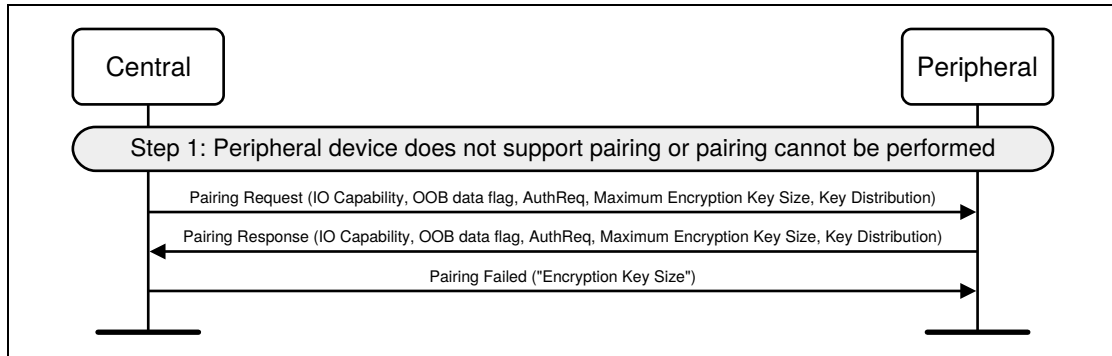 Central
Peripheral
Step 1: Peripheral device does not support pairing or pairing cannot be performed
Pairing Request (IO Capability, OOB data flag, AuthReq, Maximum Encryption Key Size, Key Distribution)
Pairing Response (IO Capability, OOB data flag, AuthReq, Maximum Encryption Key Size, Key Distribution)
Pairing Failed ("Encryption Key Size")